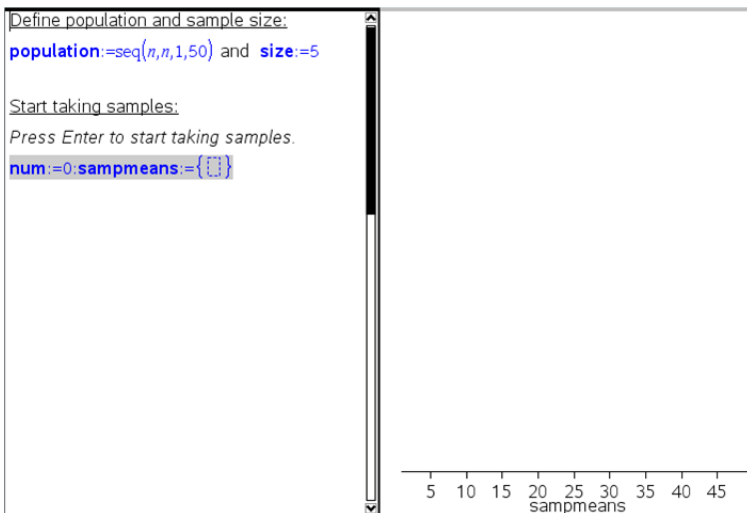 Define population and sample size:
population:=seq(n,n,1,50) and size:=5
Start taking samples:
Press Enter to start taking samples.
num:=0:sampmeans:={⬚}
5 10 15 20 25 30 35 40 45
sampmeans